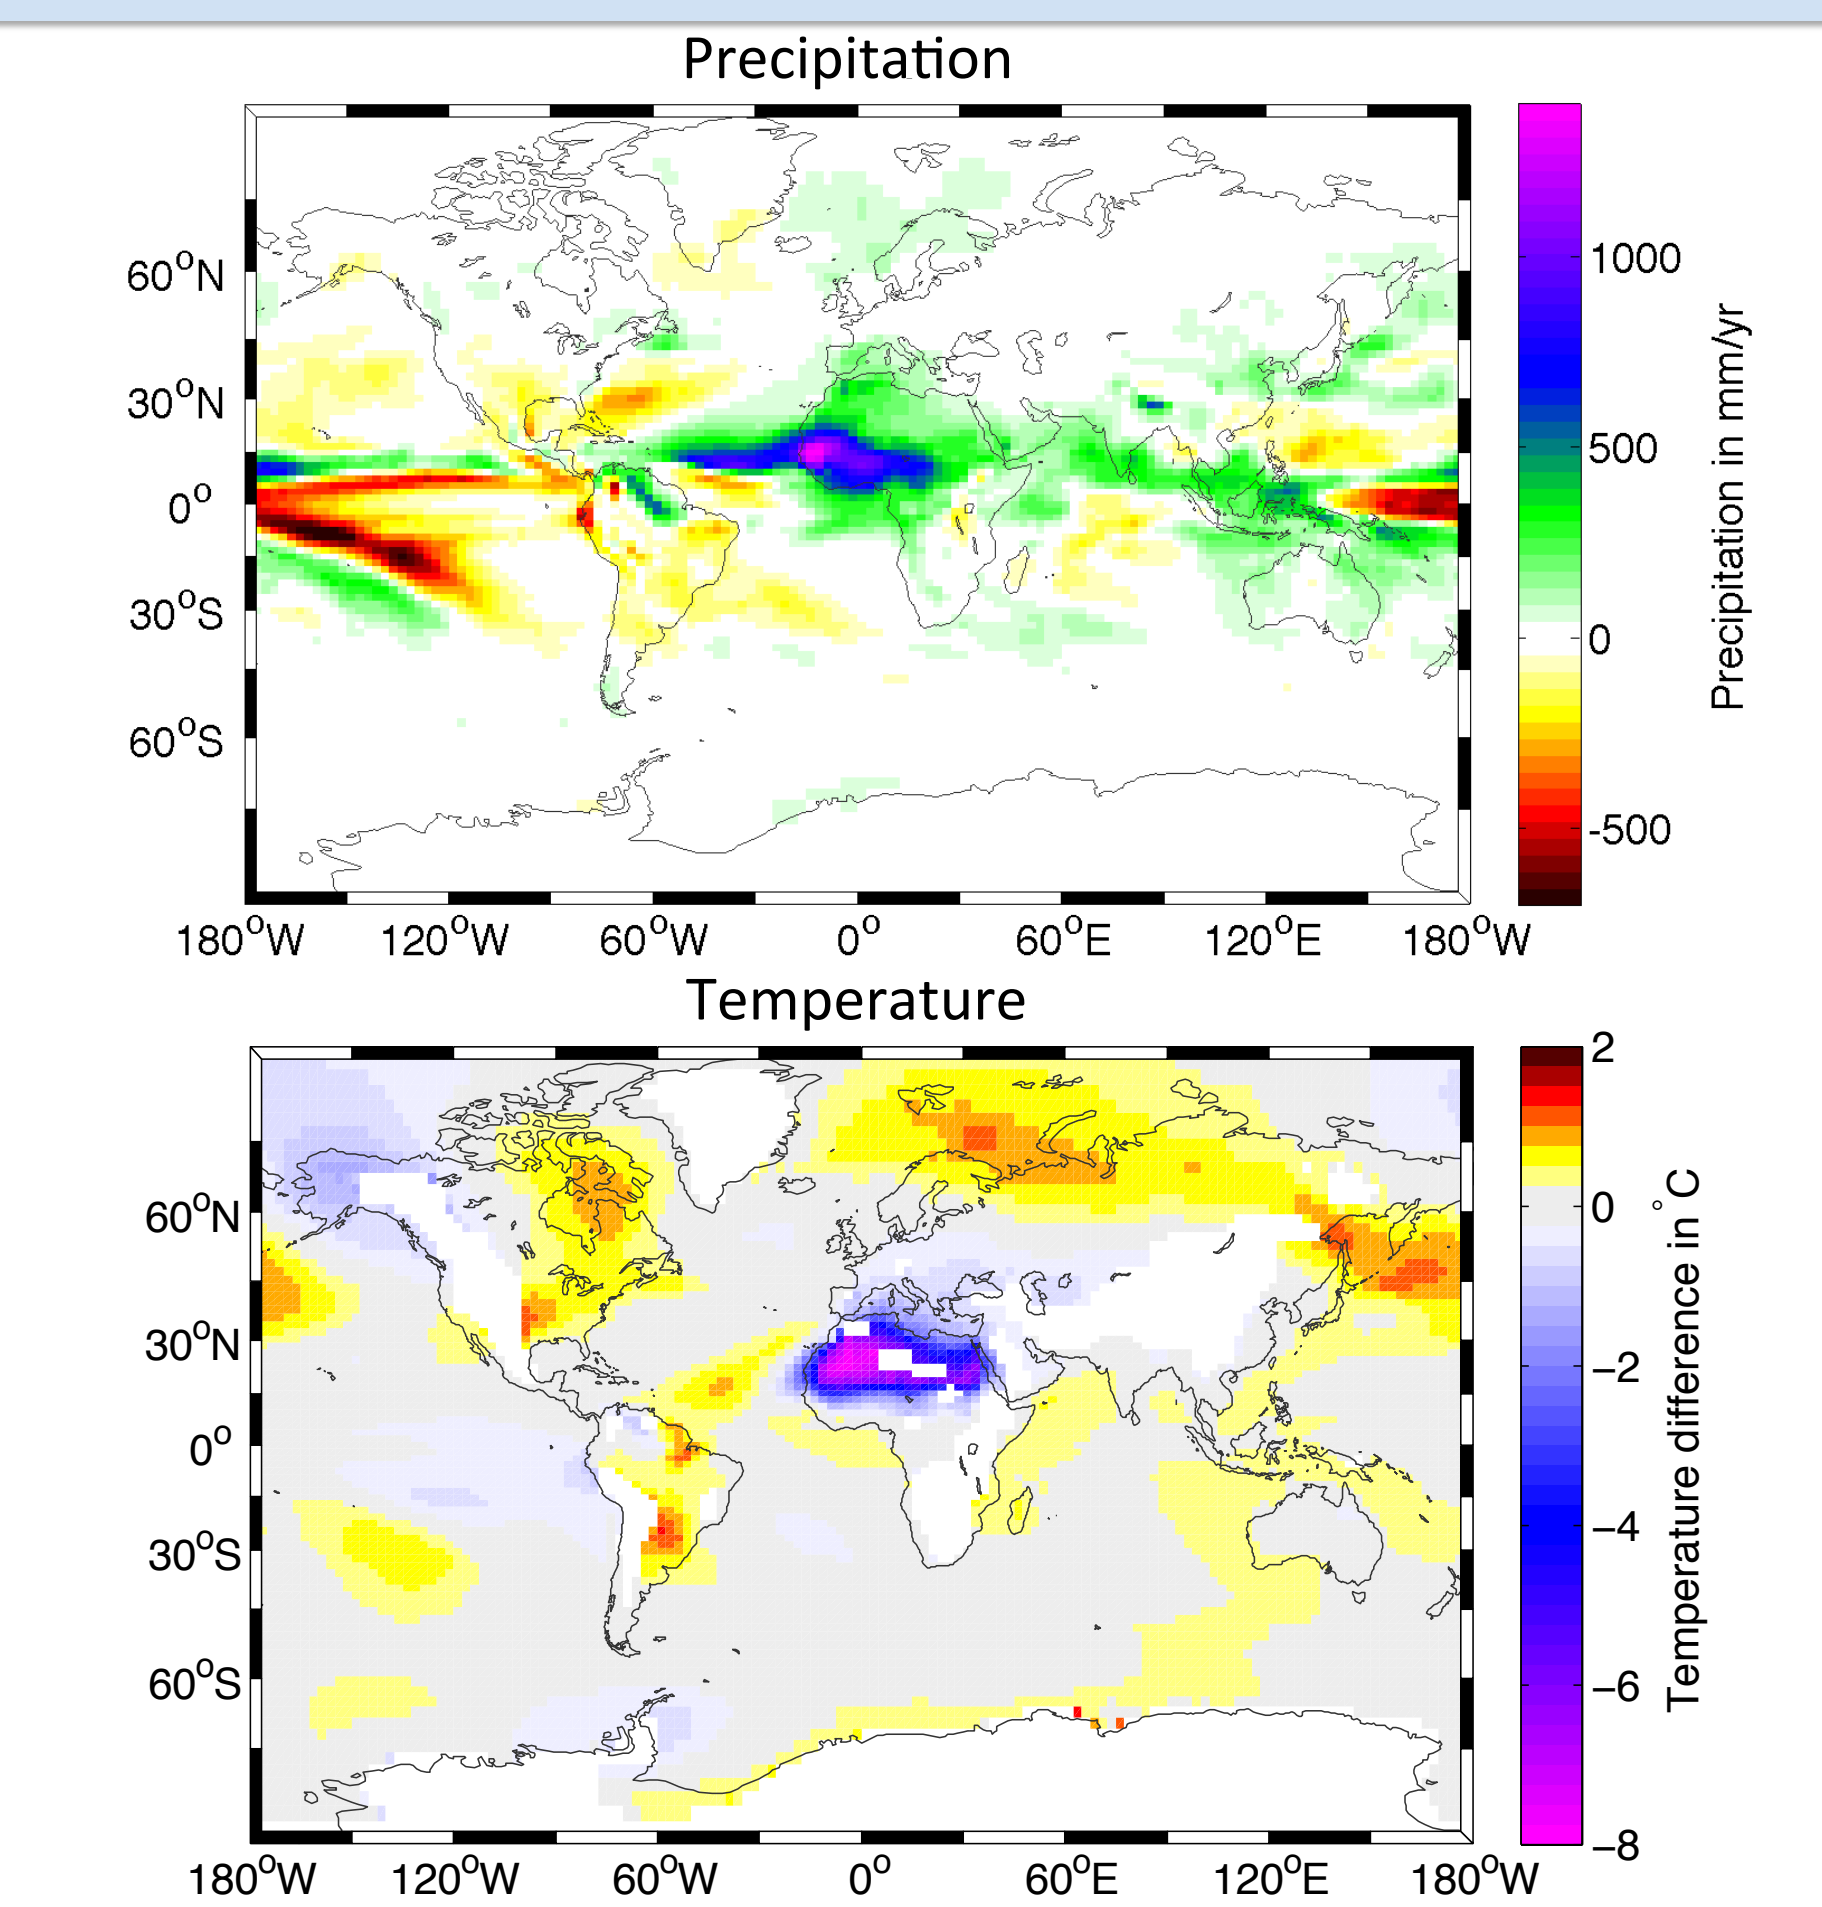 Precipitation
60°N
30°N
0°
30°S
60°S
180°W 120°W 60°W 0° 60°E 120°E 180°W
1000
500
0
-500
Precipitation in mm/yr
Temperature
60°N
30°N
0°
30°S
60°S
180°W 120°W 60°W 0° 60°E 120°E 180°W
2
0
−2
−4
−6
−8
Temperature difference in °C